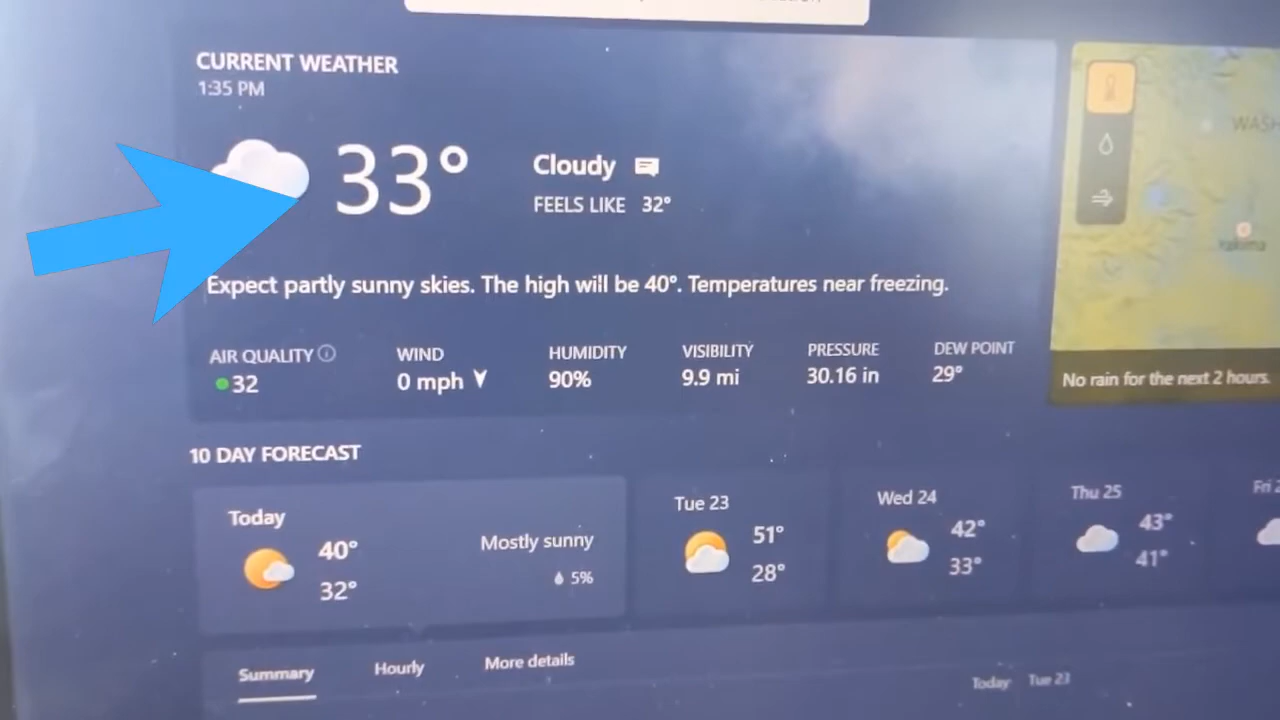 CURRENT WEATHER
1:35 PM
33°
Cloudy
FEELS LIKE 32°
Expect partly sunny skies. The high will be 40°. Temperatures near freezing.
AIR QUALITY
32
WIND
0 mph
HUMIDITY
90%
VISIBILITY
9.9 mi
PRESSURE
30.16 in
DEW POINT
29°
WASH
Yakima
No rain for the next 2 hours.
10 DAY FORECAST
Today
40°
32°
Mostly sunny
5%
Tue 23
51°
28°
Wed 24
42°
33°
Thu 25
43°
41°
Fri 2
Summary
Hourly
More details
Today
Tue 23